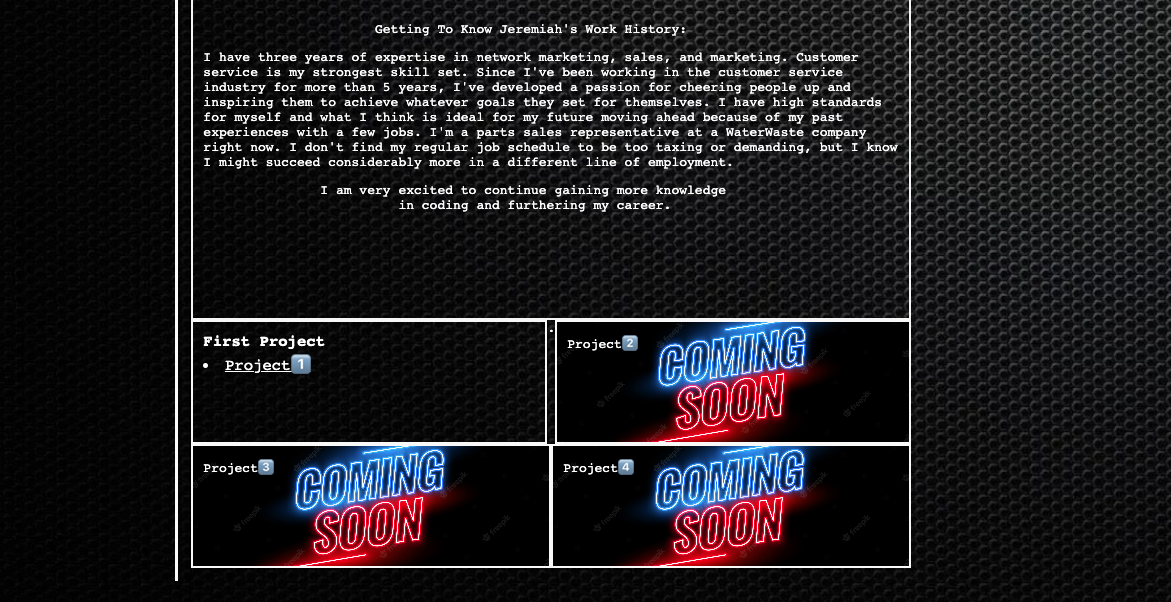 Getting To Know Jeremiah's Work History:
I have three years of expertise in network marketing, sales, and marketing. Customer
service is my strongest skill set. Since I've been working in the customer service
industry for more than 5 years, I've developed a passion for cheering people up and
inspiring them to achieve whatever goals they set for themselves. I have high standards
for myself and what I think is ideal for my future moving ahead because of my past
experiences with a few jobs. I'm a parts sales representative at a WaterWaste company
right now. I don't find my regular job schedule to be too taxing or demanding, but I know
I might succeed considerably more in a different line of employment.
I am very excited to continue gaining more knowledge
in coding and furthering my career.
First Project
• Project1️⃣
.
Project2️⃣
COMING
SOON
freepik
Project3️⃣
COMING
SOON
freepik
freepik
Project4️⃣
COMING
SOON
freepik
freepik